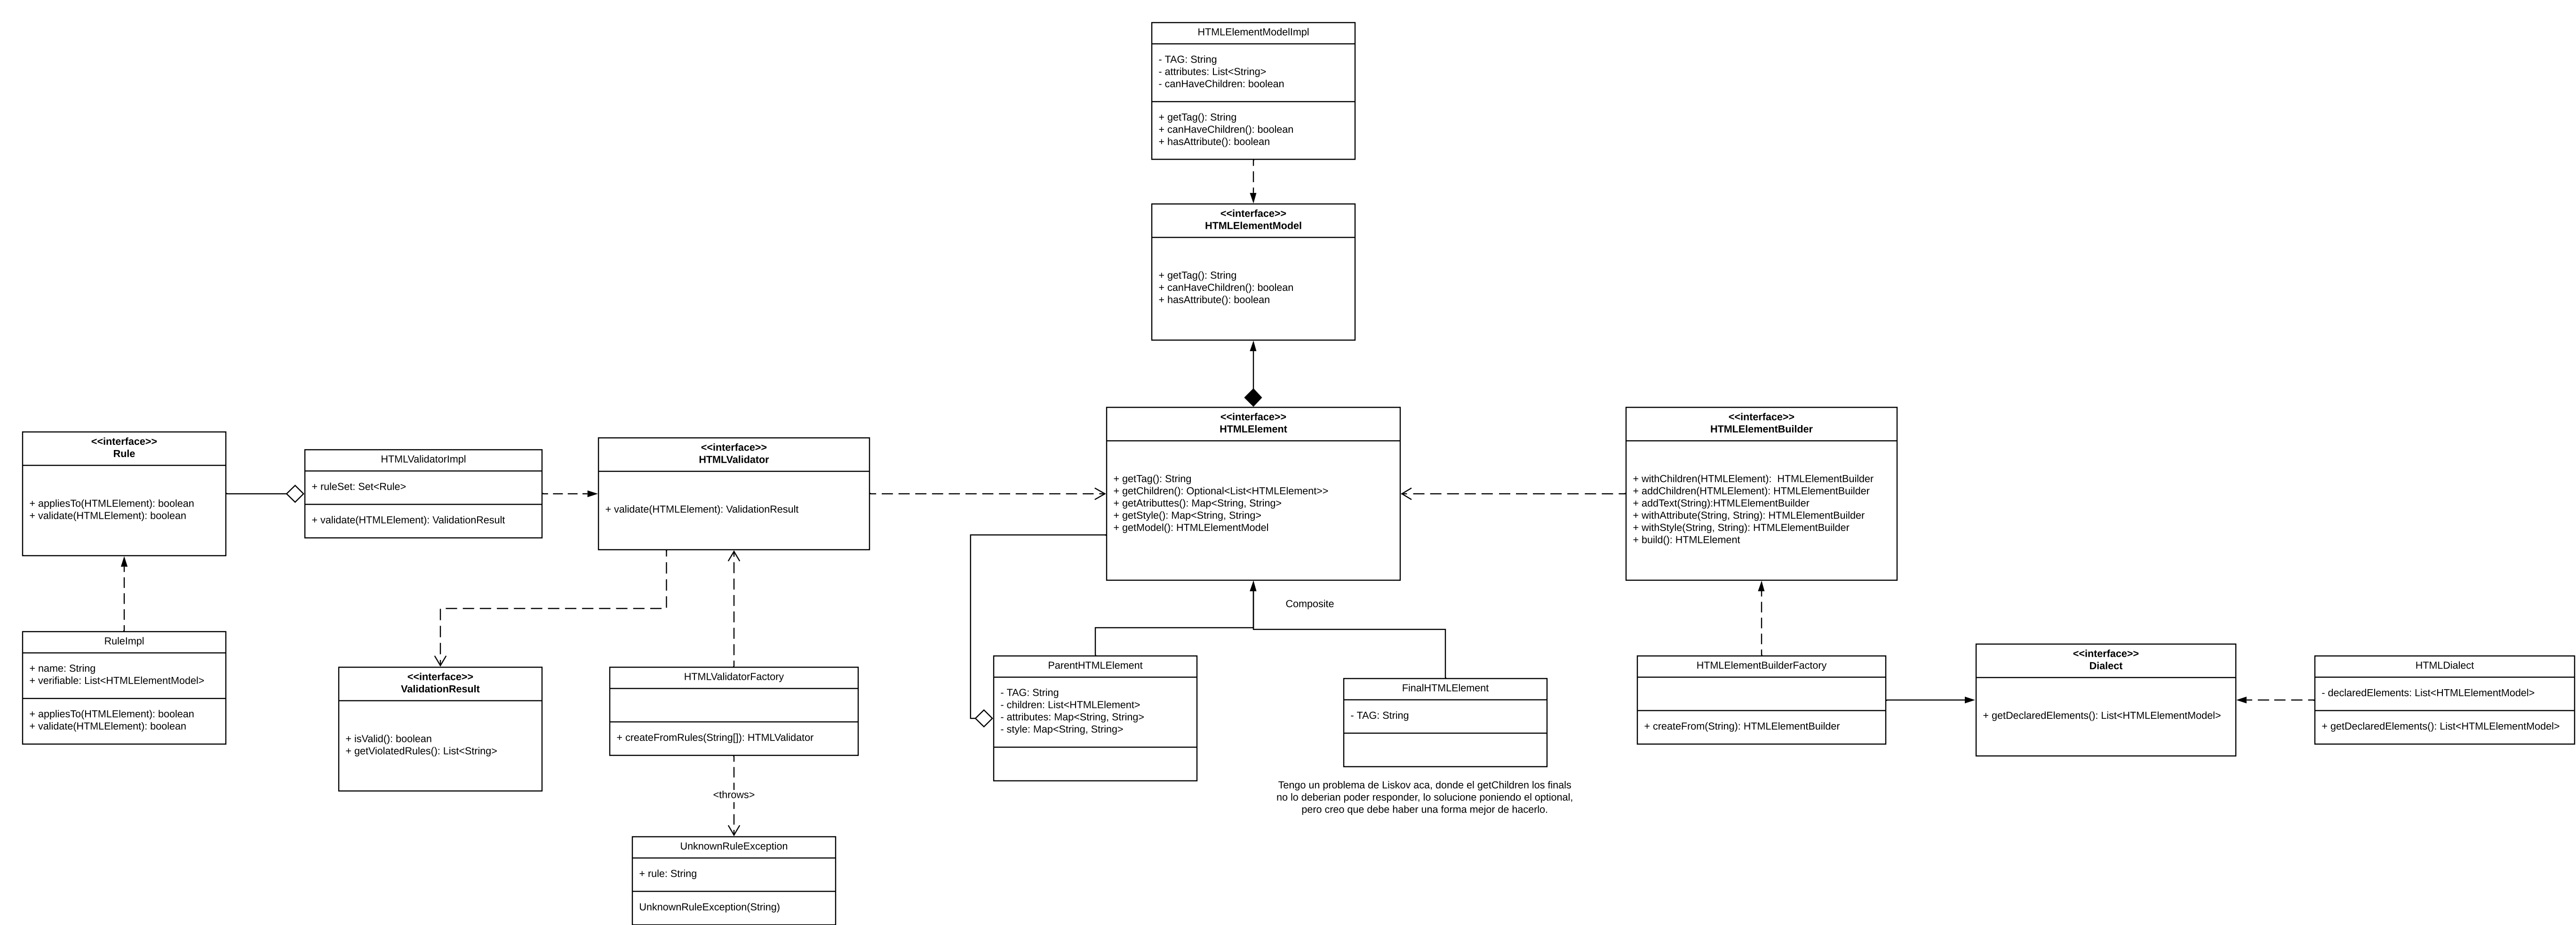 HTMLElementModelImpl
- TAG: String
- attributes: List<String>
- canHaveChildren: boolean
+ getTag(): String
+ canHaveChildren(): boolean
+ hasAttribute(): boolean
<<interface>>
HTMLElementModel
+ getTag(): String
+ canHaveChildren(): boolean
+ hasAttribute(): boolean
<<interface>>
Rule
+ appliesTo(HTMLElement): boolean
+ validate(HTMLElement): boolean
HTMLValidatorImpl
+ ruleSet: Set<Rule>
+ validate(HTMLElement): ValidationResult
<<interface>>
HTMLValidator
+ validate(HTMLElement): ValidationResult
<<interface>>
HTMLElement
+ getTag(): String
+ getChildren(): Optional<List<HTMLElement>>
+ getAtributtes(): Map<String, String>
+ getStyle(): Map<String, String>
+ getModel(): HTMLElementModel
<<interface>>
HTMLElementBuilder
+ withChildren(HTMLElement):  HTMLElementBuilder
+ addChildren(HTMLElement): HTMLElementBuilder
+ addText(String):HTMLElementBuilder
+ withAttribute(String, String): HTMLElementBuilder
+ withStyle(String, String): HTMLElementBuilder
+ build(): HTMLElement
Composite
RuleImpl
+ name: String
+ verifiable: List<HTMLElementModel>
+ appliesTo(HTMLElement): boolean
+ validate(HTMLElement): boolean
<<interface>>
ValidationResult
+ isValid(): boolean
+ getViolatedRules(): List<String>
HTMLValidatorFactory
+ createFromRules(String[]): HTMLValidator
<throws>
UnknownRuleException
+ rule: String
UnknownRuleException(String)
ParentHTMLElement
- TAG: String
- children: List<HTMLElement>
- attributes: Map<String, String>
- style: Map<String, String>
FinalHTMLElement
- TAG: String
Tengo un problema de Liskov aca, donde el getChildren los finals
no lo deberian poder responder, lo solucione poniendo el optional,
pero creo que debe haber una forma mejor de hacerlo.
HTMLElementBuilderFactory
+ createFrom(String): HTMLElementBuilder
<<interface>>
Dialect
+ getDeclaredElements(): List<HTMLElementModel>
HTMLDialect
- declaredElements: List<HTMLElementModel>
+ getDeclaredElements(): List<HTMLElementModel>